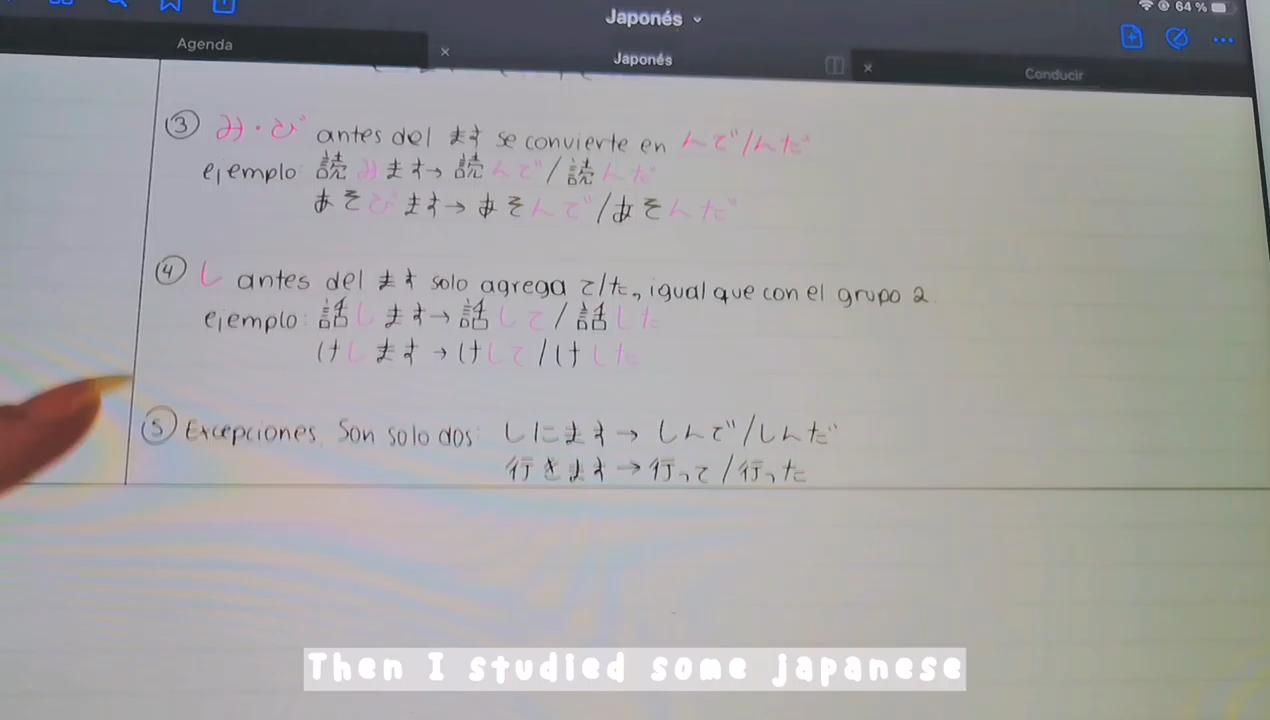 Japonés
64 %
Agenda
Japonés
Conducir
③ み・び antes del ます se convierte en んで/んだ
ejemplo: 読みます→ 読んで/読んだ
あそびます→ あそんで/あそんだ
④ し antes del ます solo agrega て/た, igual que con el grupo 2.
ejemplo: 話します→ 話して/話した
けします→ けして/けした
⑤ Excepciones. Son solo dos: しにます→ しんで/しんだ
行きます→ 行って/行った
Then I studied some japanese